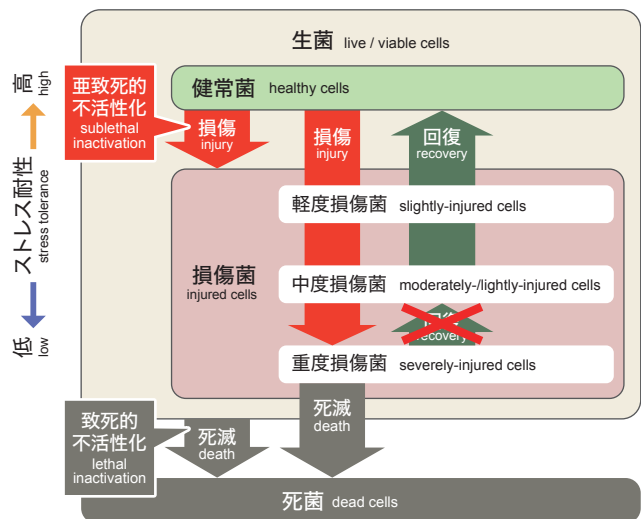 生菌 live / viable cells
亜致死的
不活性化
sublethal
inactivation
健常菌 healthy cells
損傷
injury
損傷
injury
回復
recovery
高
high
ストレス耐性
stress tolerance
低
low
軽度損傷菌 slightly-injured cells
損傷菌
injured cells
中度損傷菌 moderately-/lightly-injured cells
回復
recovery
重度損傷菌 severely-injured cells
致死的
不活性化
lethal
inactivation
死滅
death
死滅
death
死菌 dead cells